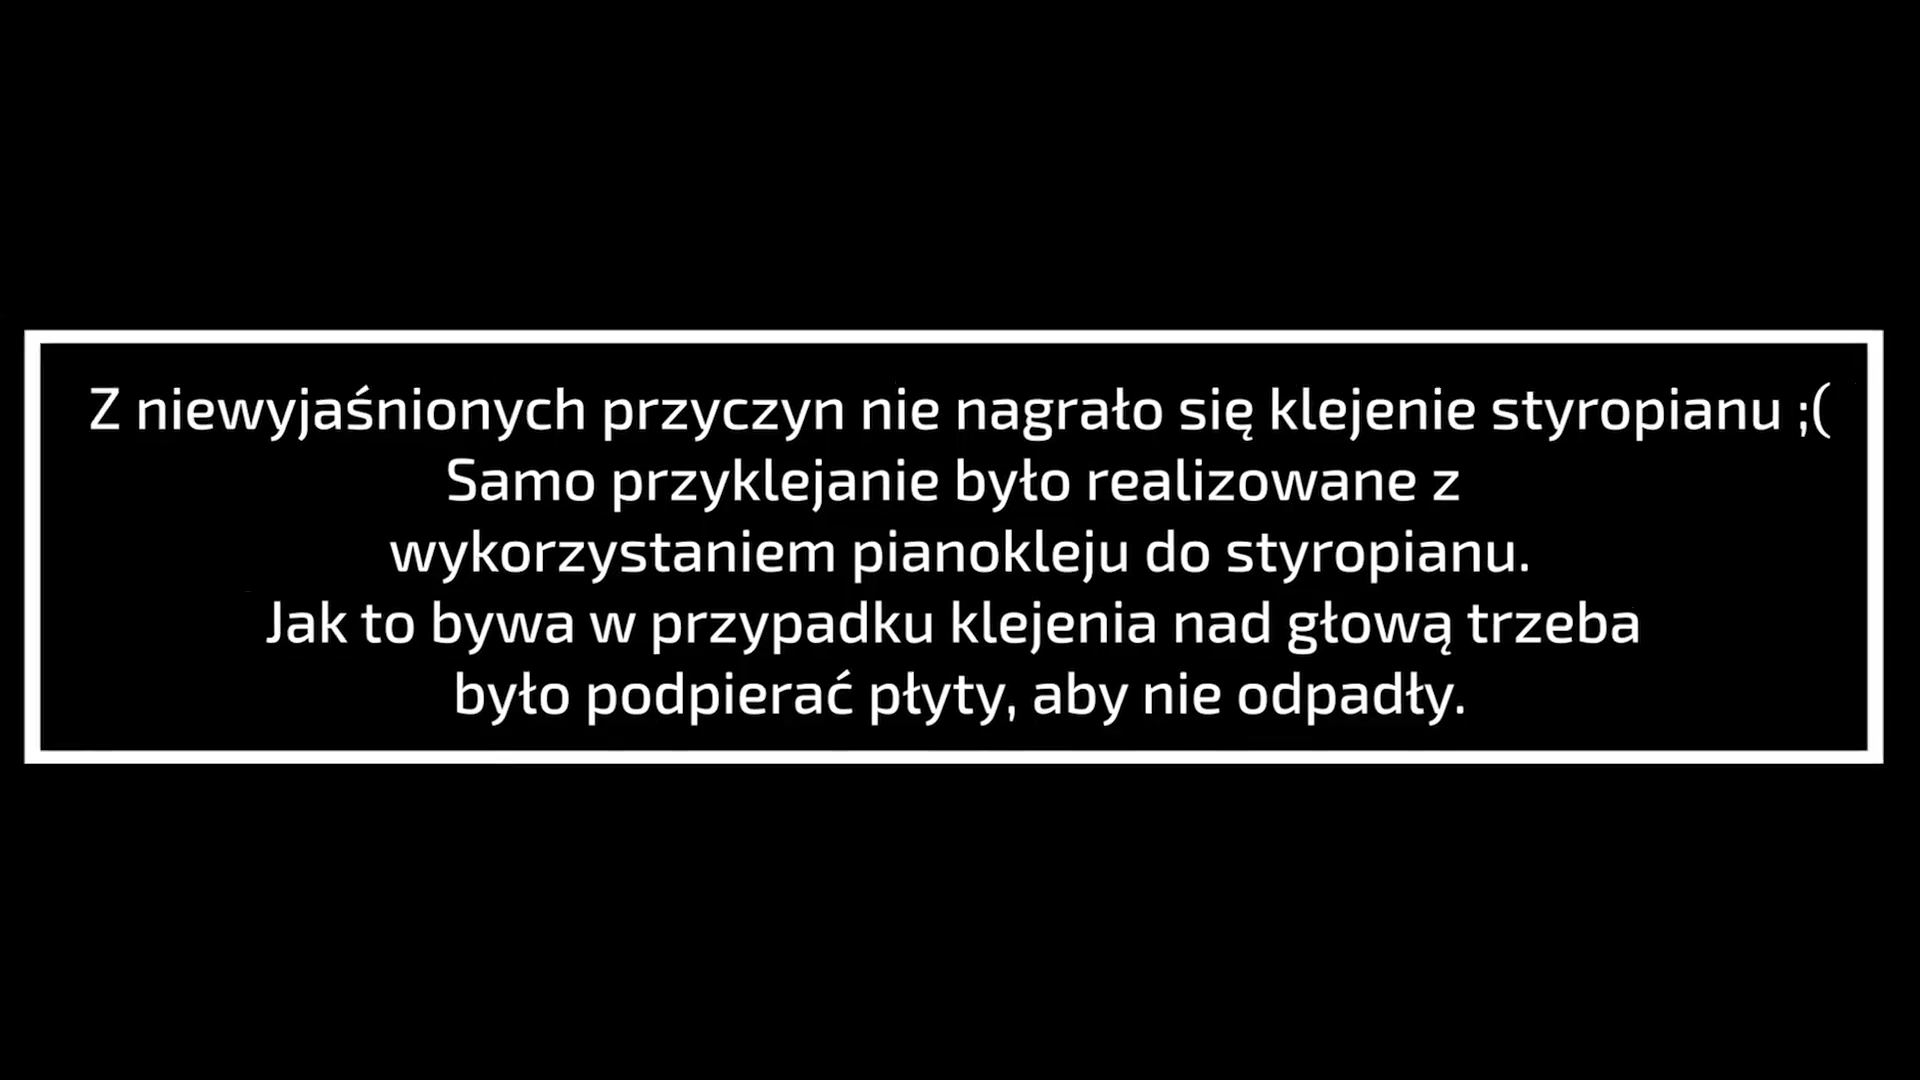 Z niewyjaśnionych przyczyn nie nagrało się klejenie styropianu ;(
Samo przyklejanie było realizowane z
wykorzystaniem pianokleju do styropianu.
Jak to bywa w przypadku klejenia nad głową trzeba
było podpierać płyty, aby nie odpadły.